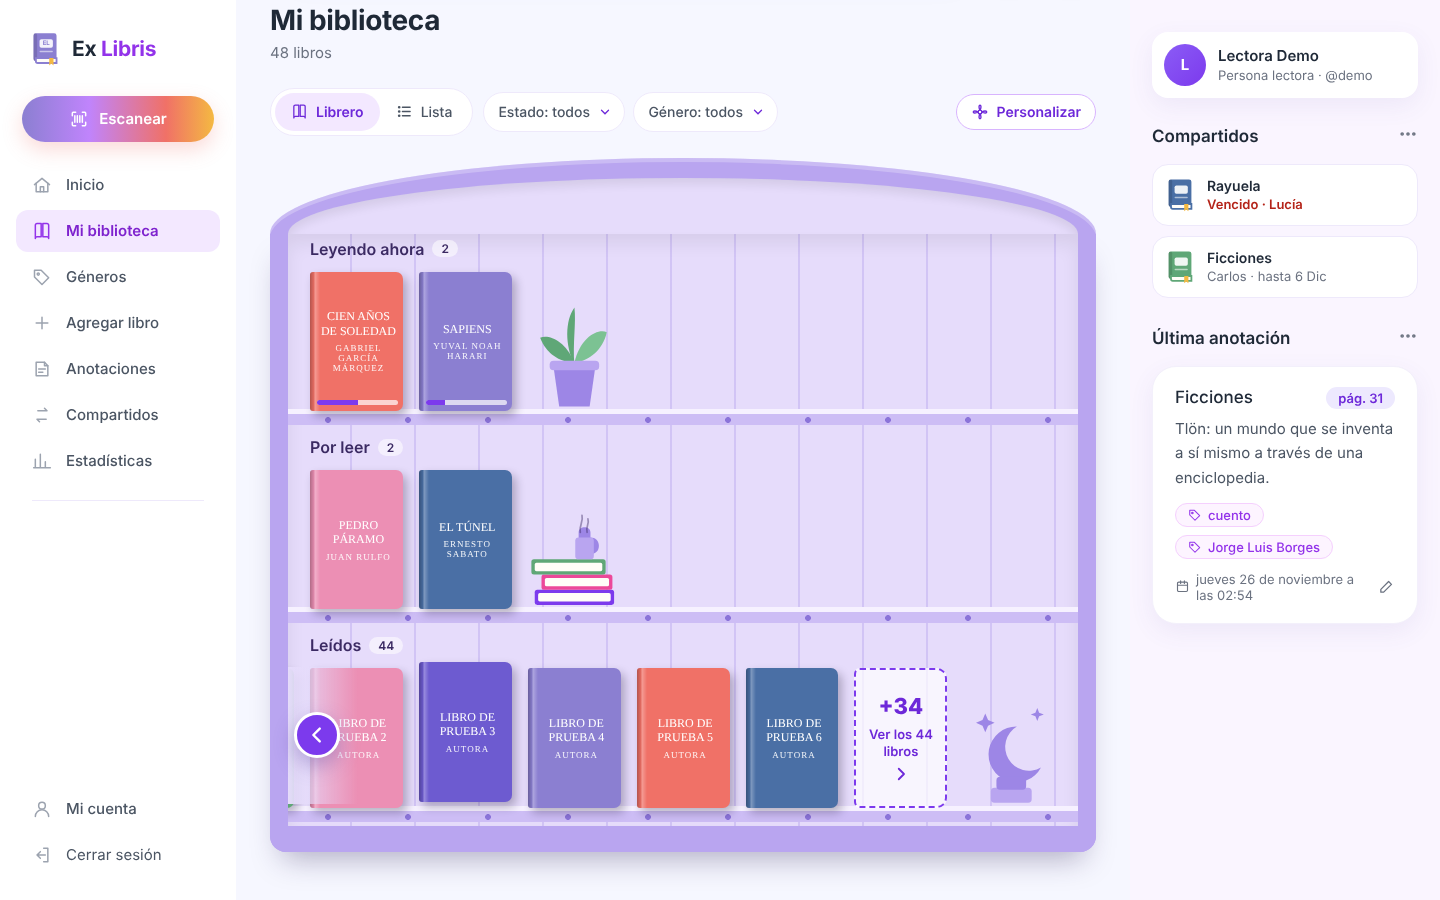 EL
Ex Libris
Escanear
Inicio
Mi biblioteca
Géneros
Agregar libro
Anotaciones
Compartidos
Estadísticas
Mi cuenta
Cerrar sesión
Mi biblioteca
48 libros
Librero
Lista
Estado: todos
Género: todos
Personalizar
Leyendo ahora 2
CIEN AÑOS
DE SOLEDAD
GABRIEL
GARCÍA
MÁRQUEZ
SAPIENS
YUVAL NOAH
HARARI
Por leer 2
PEDRO
PÁRAMO
JUAN RULFO
EL TÚNEL
ERNESTO
SABATO
Leídos 44
IBRO DE
RUEBA 2
AUTORA
LIBRO DE
PRUEBA 3
AUTORA
LIBRO DE
PRUEBA 4
AUTORA
LIBRO DE
PRUEBA 5
AUTORA
LIBRO DE
PRUEBA 6
AUTORA
+34
Ver los 44
libros
L
Lectora Demo
Persona lectora · @demo
Compartidos
Rayuela
Vencido · Lucía
Ficciones
Carlos · hasta 6 Dic
Última anotación
Ficciones
pág. 31
Tlön: un mundo que se inventa
a sí mismo a través de una
enciclopedia.
cuento
Jorge Luis Borges
jueves 26 de noviembre a
las 02:54